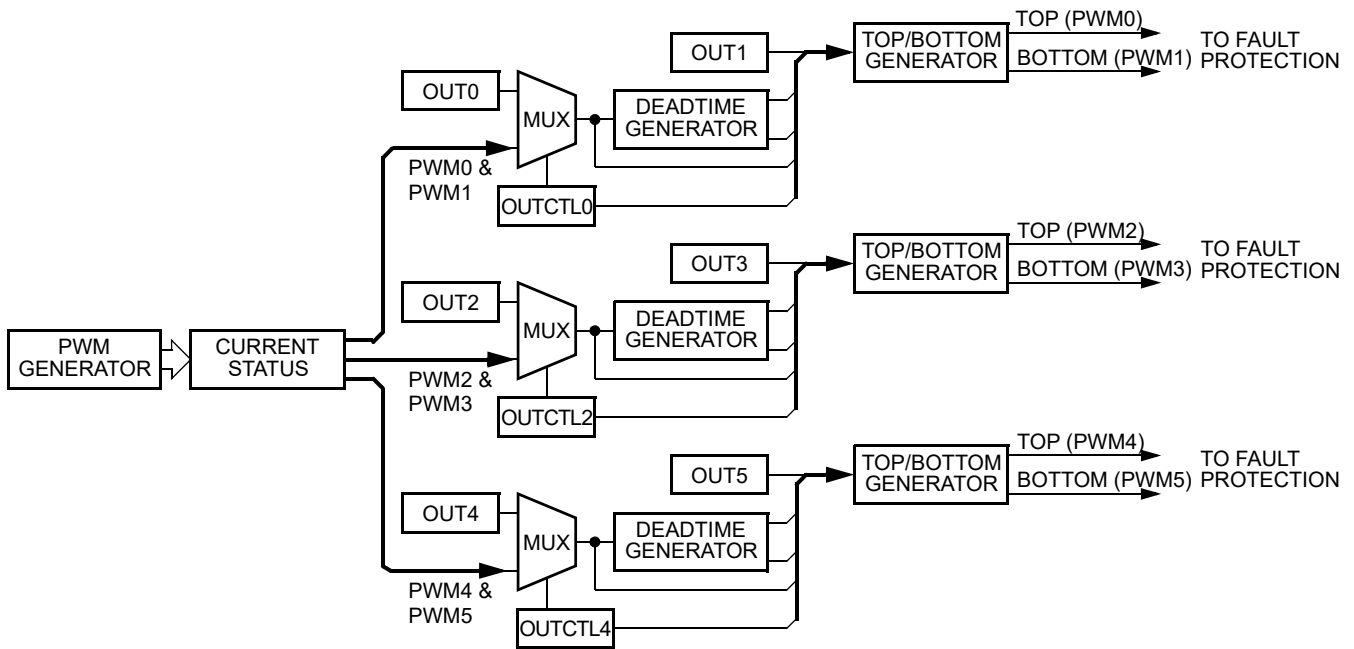 TOP (PWM0)
OUT1
TOP/BOTTOM
GENERATOR
TO FAULT
PROTECTION
BOTTOM (PWM1)
OUT0
MUX
DEADTIME
GENERATOR
PWM0 &
PWM1
OUTCTL0
TOP (PWM2)
OUT3
TOP/BOTTOM
GENERATOR
TO FAULT
PROTECTION
BOTTOM (PWM3)
OUT2
MUX
DEADTIME
GENERATOR
PWM
GENERATOR
CURRENT
STATUS
PWM2 &
PWM3
OUTCTL2
TOP (PWM4)
OUT5
TOP/BOTTOM
GENERATOR
TO FAULT
PROTECTION
BOTTOM (PWM5)
OUT4
MUX
DEADTIME
GENERATOR
PWM4 &
PWM5
OUTCTL4